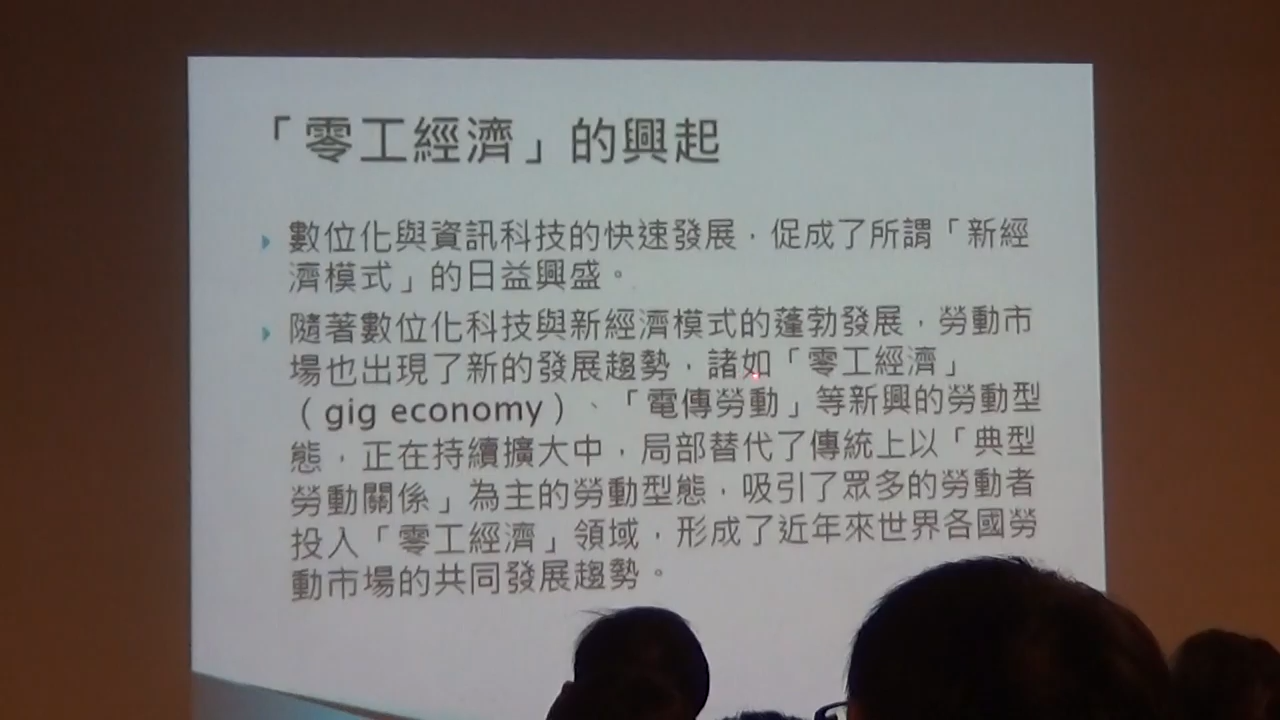 「零工經濟」的興起
數位化與資訊科技的快速發展，促成了所謂「新經
濟模式」的日益興盛。
隨著數位化科技與新經濟模式的蓬勃發展，勞動市
場也出現了新的發展趨勢，諸如「零工經濟」
（gig economy）、「電傳勞動」等新興的勞動型
態，正在持續擴大中，局部替代了傳統上以「典型
勞動關係」為主的勞動型態，吸引了眾多的勞動者
投入「零工經濟」領域，形成了近年來世界各國勞
動市場的共同發展趨勢。